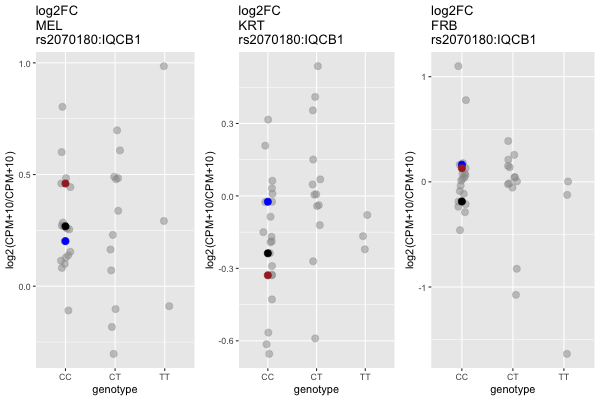 log2FC
MEL
rs2070180:IQCB1
log2(CPM+10/CPM+10)
1.0
0.5
0.0
CC
CT
TT
genotype
log2FC
KRT
rs2070180:IQCB1
log2(CPM+10/CPM+10)
0.3
0.0
-0.3
-0.6
CC
CT
TT
genotype
log2FC
FRB
rs2070180:IQCB1
log2(CPM+10/CPM+10)
1
0
-1
CC
CT
TT
genotype